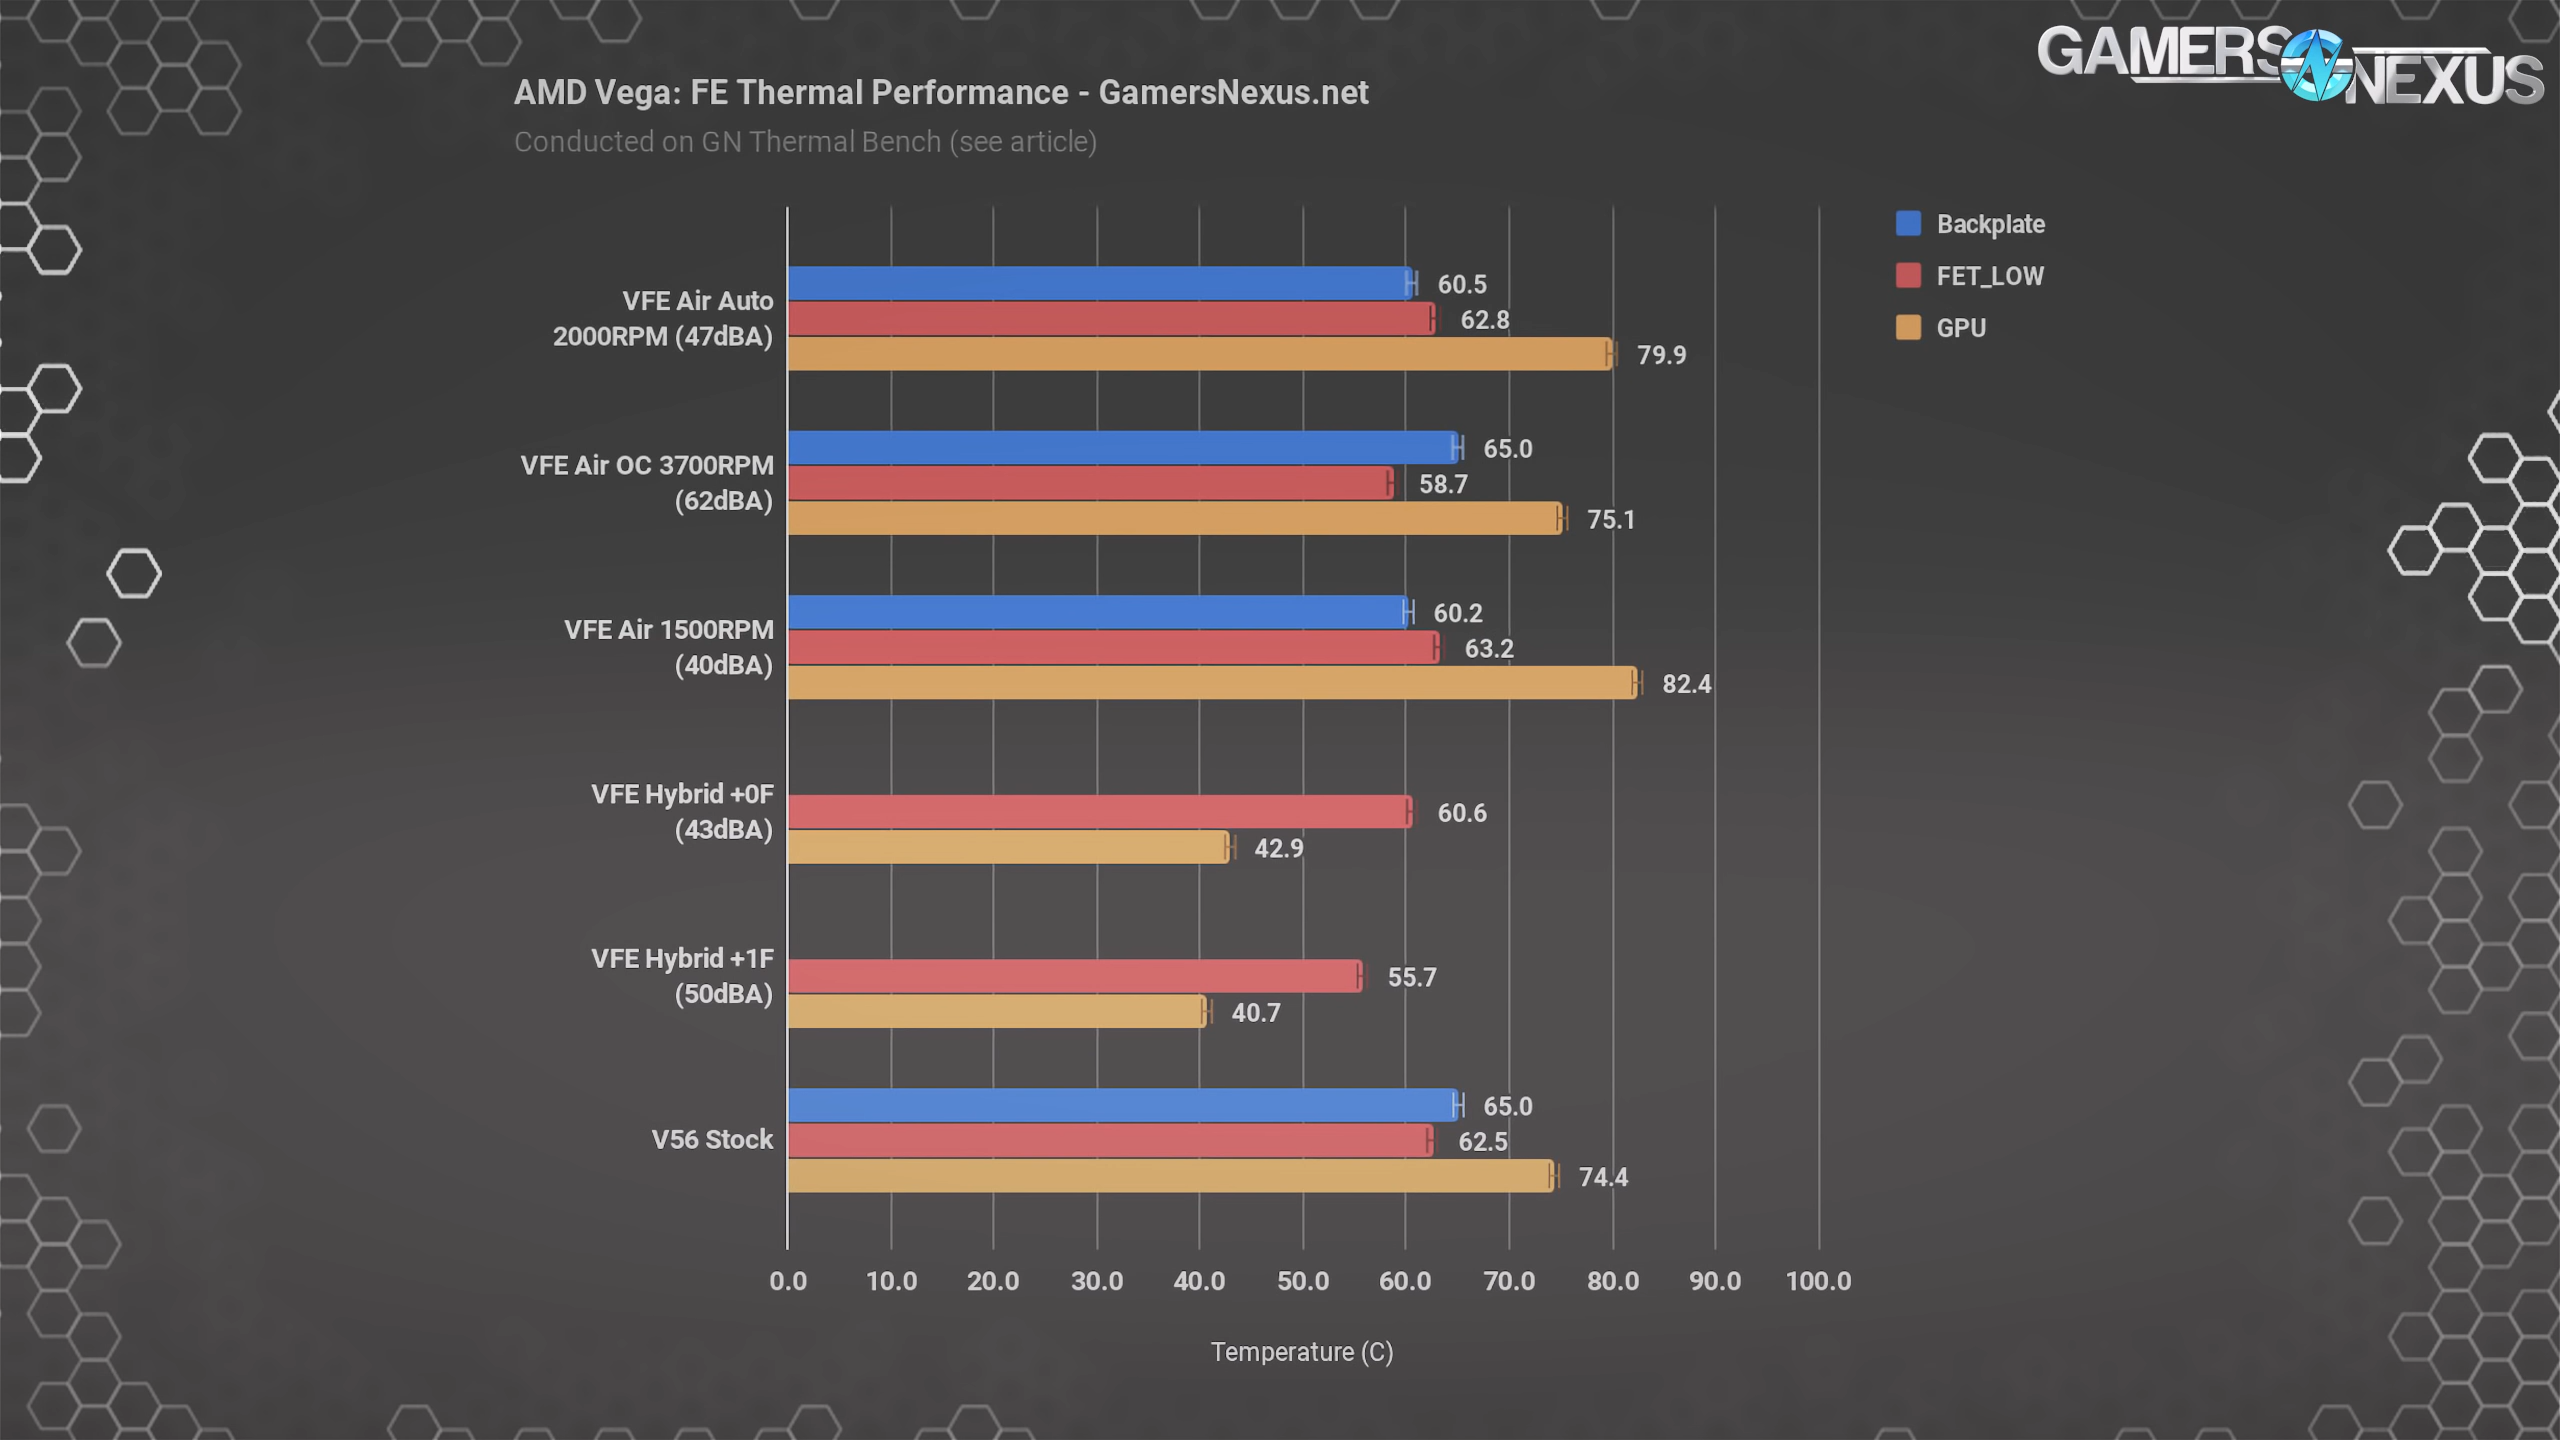 GAMERS NEXUS
AMD Vega: FE Thermal Performance - GamersNexus.net
Conducted on GN Thermal Bench (see article)
Backplate
FET_LOW
GPU
VFE Air Auto
2000RPM (47dBA)
60.5
62.8
79.9
VFE Air OC 3700RPM
(62dBA)
65.0
58.7
75.1
VFE Air 1500RPM
(40dBA)
60.2
63.2
82.4
VFE Hybrid +0F
(43dBA)
60.6
42.9
VFE Hybrid +1F
(50dBA)
55.7
40.7
V56 Stock
65.0
62.5
74.4
0.0 10.0 20.0 30.0 40.0 50.0 60.0 70.0 80.0 90.0 100.0
Temperature (C)